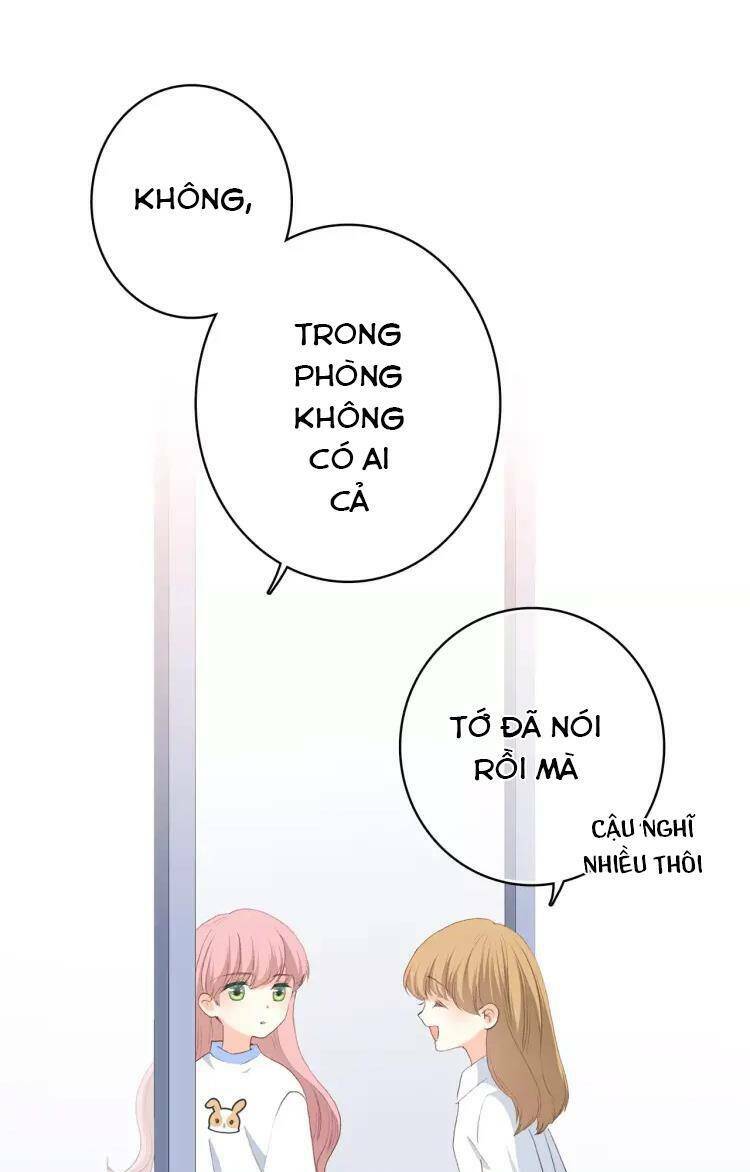 KHÔNG,
TRONG
PHÒNG
KHÔNG
CÓ AI
CẢ
TỚ ĐÃ NÓI
RỒI MÀ
CẬU NGHĨ
NHIỀU THÔI